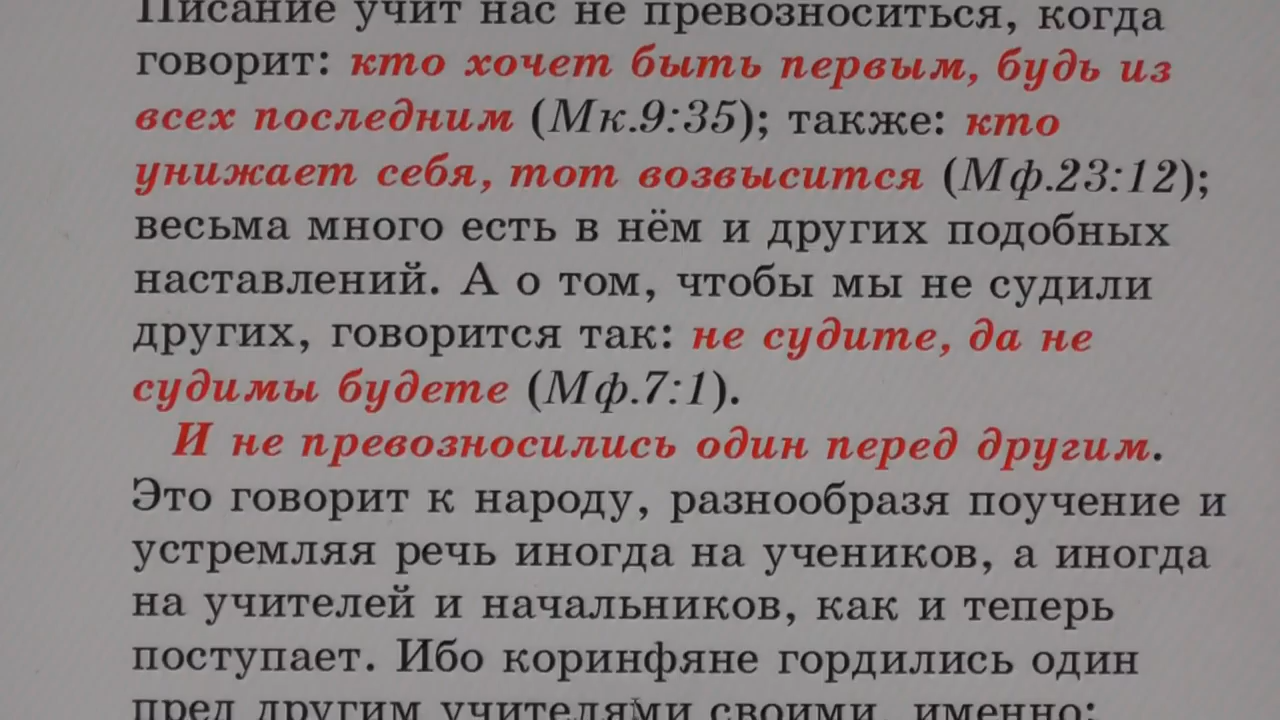 Писание учит нас не превозноситься, когда
говорит: кто хочет быть первым, будь из
всех последним (Мк.9:35); также: кто
унижает себя, тот возвысится (Мф.23:12);
весьма много есть в нём и других подобных
наставлений. А о том, чтобы мы не судили
других, говорится так: не судите, да не
судимы будете (Мф.7:1).
И не превозносились один перед другим.
Это говорит к народу, разнообразя поучение и
устремляя речь иногда на учеников, а иногда
на учителей и начальников, как и теперь
поступает. Ибо коринфяне гордились один
пред другим учителями своими, именно: